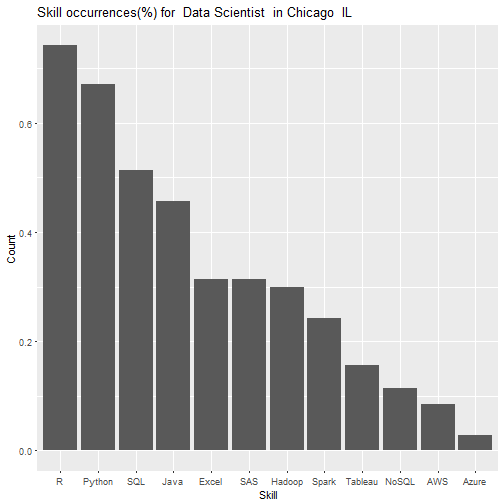 Skill occurrences(%) for  Data Scientist  in Chicago  IL
Count
0.6
0.4
0.2
0.0
R Python SQL Java Excel SAS Hadoop Spark Tableau NoSQL AWS Azure
Skill